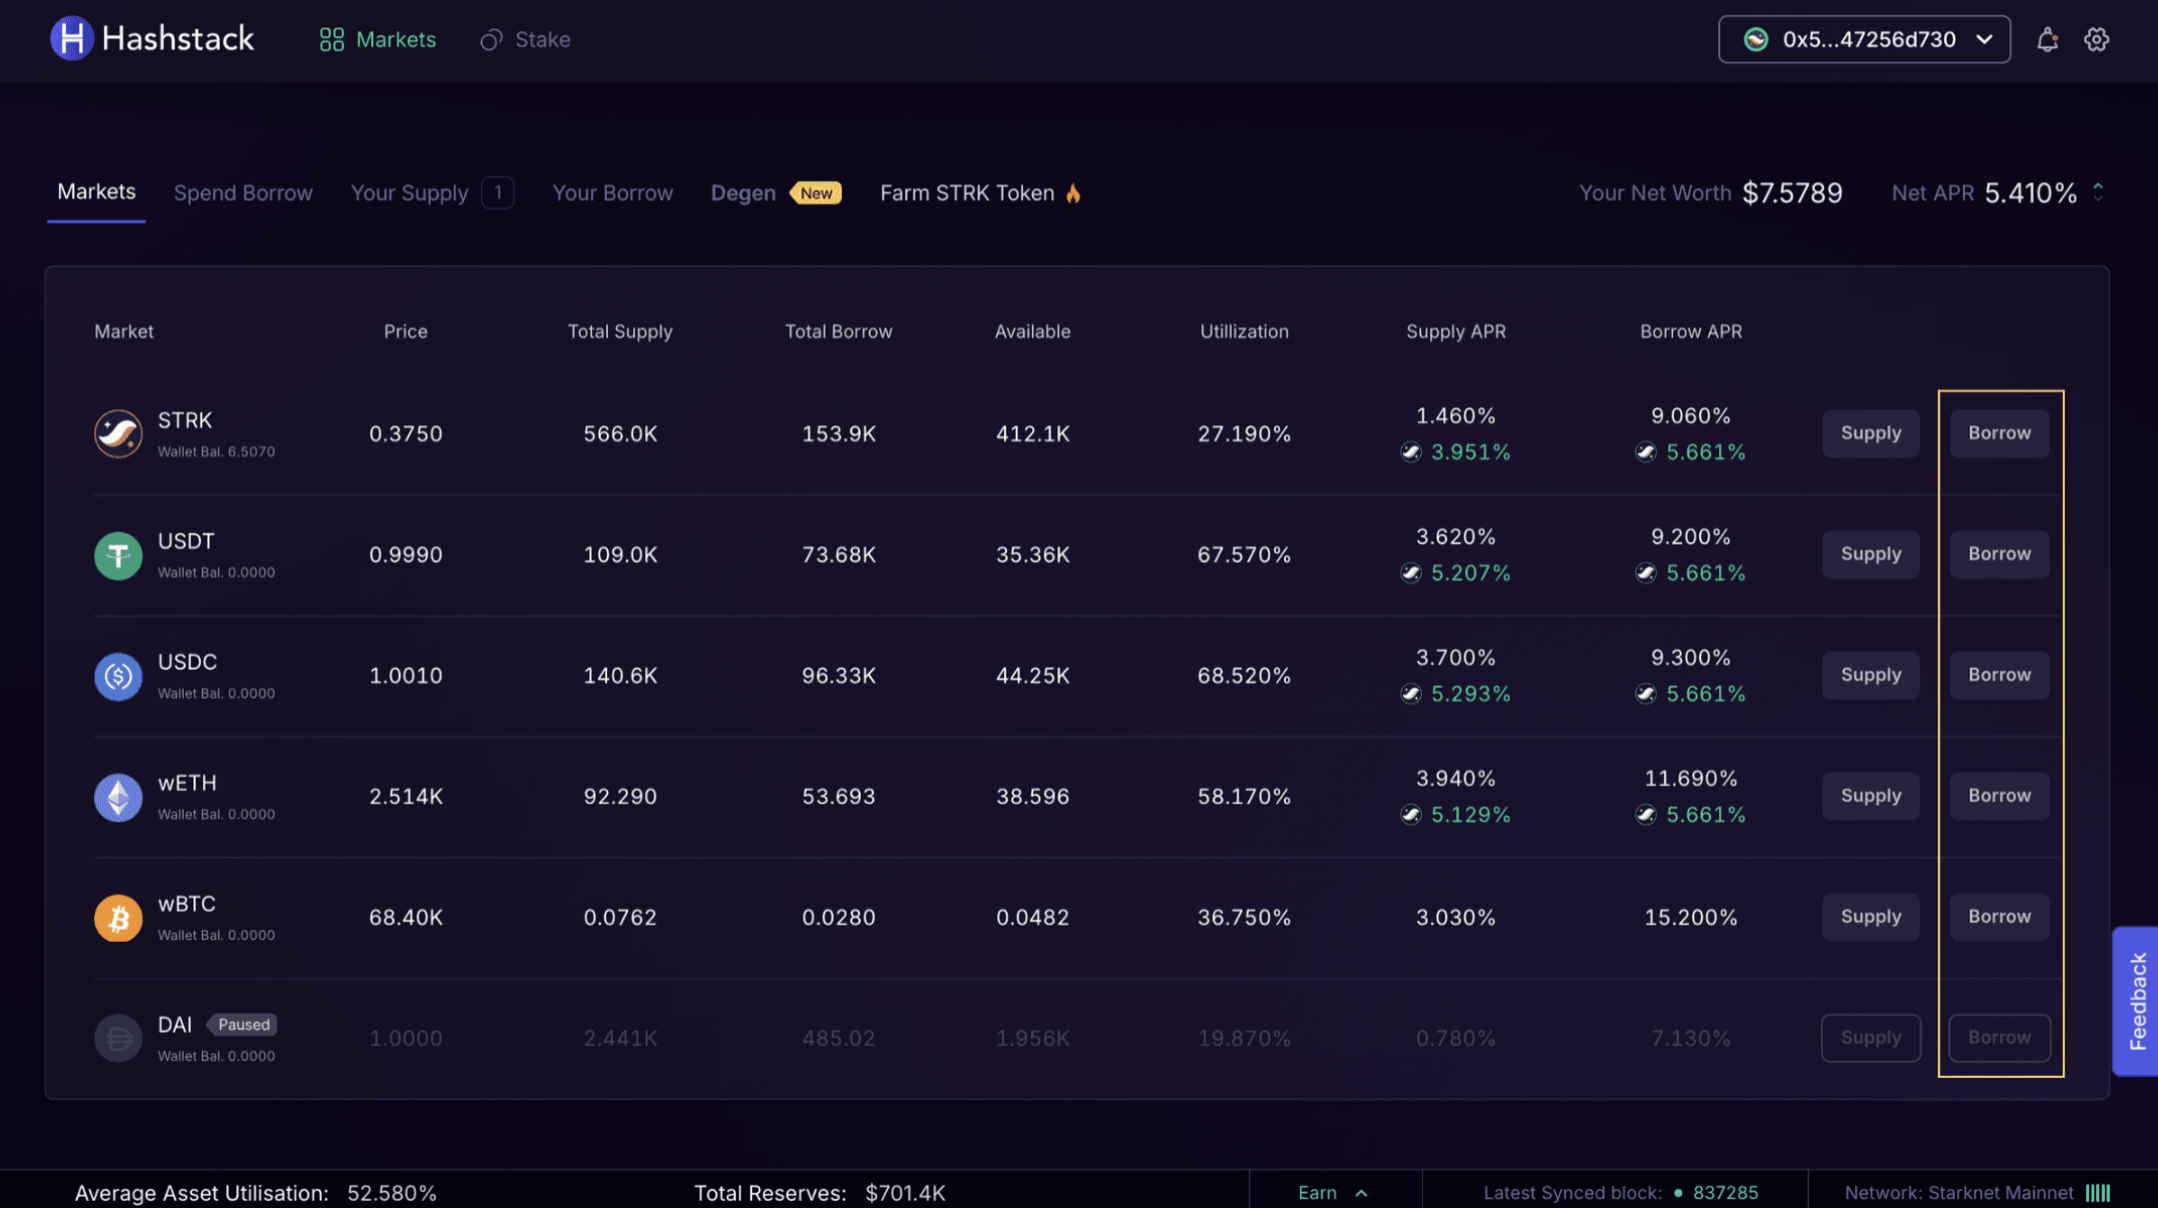 Hashstack Markets Stake 0x5...47256d730
Markets Spend Borrow Your Supply 1 Your Borrow Degen New Farm STRK Token Your Net Worth $7.5789 Net APR 5.410%
Market Price Total Supply Total Borrow Available Utillization Supply APR Borrow APR
STRK
Wallet Bal. 6.5070
0.3750 566.0K 153.9K 412.1K 27.190%
1.460%
3.951%
9.060%
5.661%
Supply Borrow
USDT
Wallet Bal. 0.0000
0.9990 109.0K 73.68K 35.36K 67.570%
3.620%
5.207%
9.200%
5.661%
Supply Borrow
USDC
Wallet Bal. 0.0000
1.0010 140.6K 96.33K 44.25K 68.520%
3.700%
5.293%
9.300%
5.661%
Supply Borrow
wETH
Wallet Bal. 0.0000
2.514K 92.290 53.693 38.596 58.170%
3.940%
5.129%
11.690%
5.661%
Supply Borrow
wBTC
Wallet Bal. 0.0000
68.40K 0.0762 0.0280 0.0482 36.750% 3.030% 15.200% Supply Borrow
DAI Paused
Wallet Bal. 0.0000
1.0000 2.441K 485.02 1.956K 19.870% 0.780% 7.130% Supply Borrow
Feedback
Average Asset Utilisation: 52.580% Total Reserves: $701.4K Earn Latest Synced block: 837285 Network: Starknet Mainnet